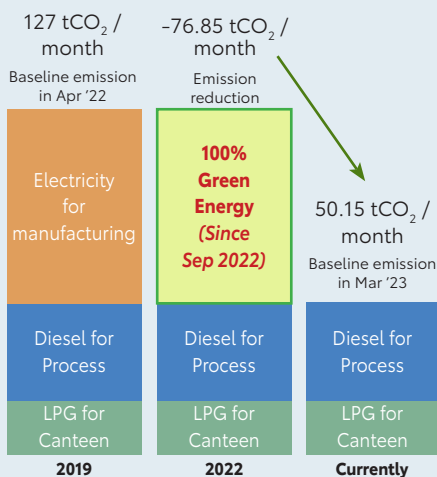 127 tCO₂ /
month
Baseline emission
in Apr ’22
Electricity
for
manufacturing
Diesel for
Process
LPG for
Canteen
2019
-76.85 tCO₂ /
month
Emission
reduction
100%
Green
Energy
(Since
Sep 2022)
Diesel for
Process
LPG for
Canteen
2022
50.15 tCO₂ /
month
Baseline emission
in Mar ’23
Diesel for
Process
LPG for
Canteen
Currently